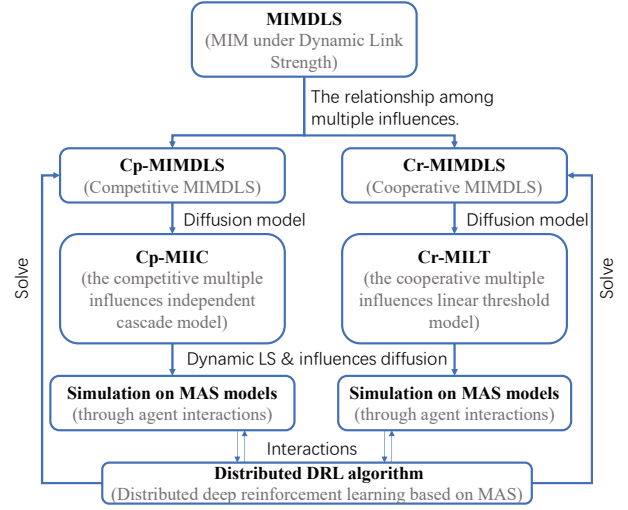 MIMDLS
(MIM under Dynamic Link
Strength)
The relationship among
multiple influences.
Cp-MIMDLS
(Competitive MIMDLS)
Cr-MIMDLS
(Cooperative MIMDLS)
Diffusion model
Diffusion model
Cp-MIIC
(the competitive multiple
influences independent
cascade model)
Cr-MILT
(the cooperative multiple
influences linear threshold
model)
Solve
Solve
Dynamic LS & influences diffusion
Simulation on MAS models
(through agent interactions)
Simulation on MAS models
(through agent interactions)
Interactions
Distributed DRL algorithm
(Distributed deep reinforcement learning based on MAS)